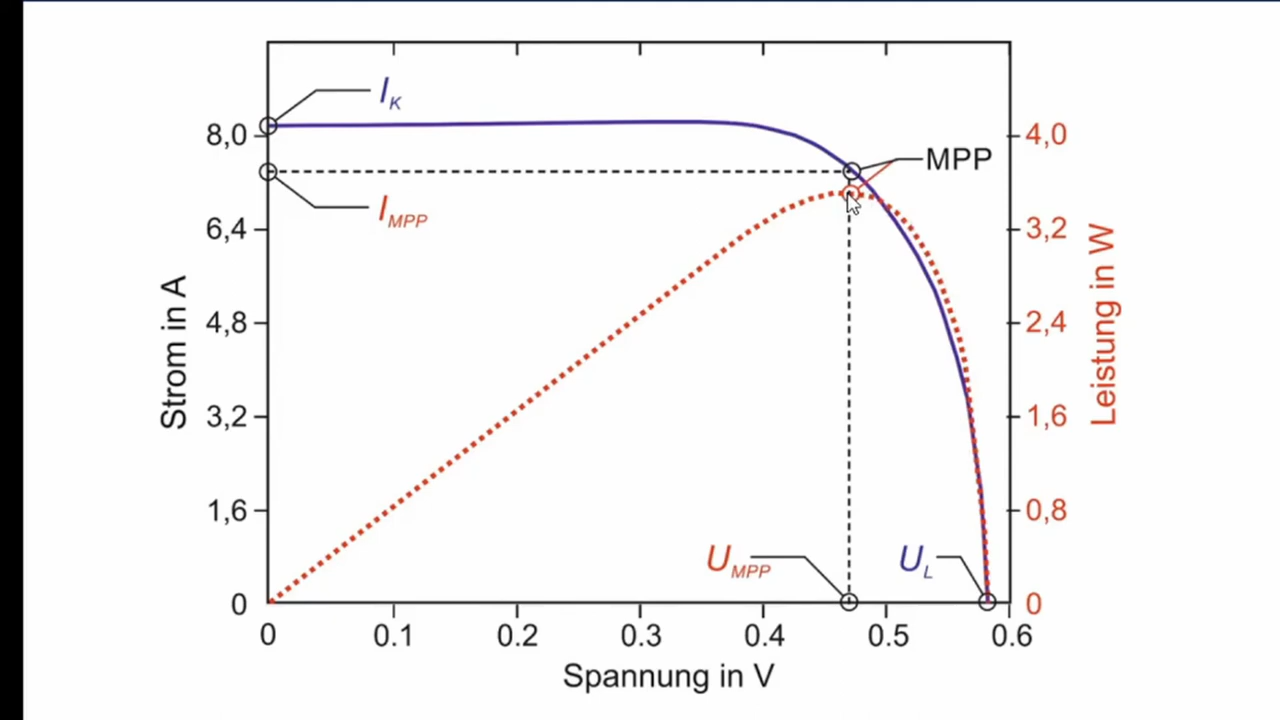 I_K
8,0
4,0
MPP
I_MPP
6,4
3,2
Strom in A
Leistung in W
4,8
2,4
3,2
1,6
1,6
0,8
U_MPP
U_L
0
0
0
0.1
0.2
0.3
0.4
0.5
0.6
Spannung in V